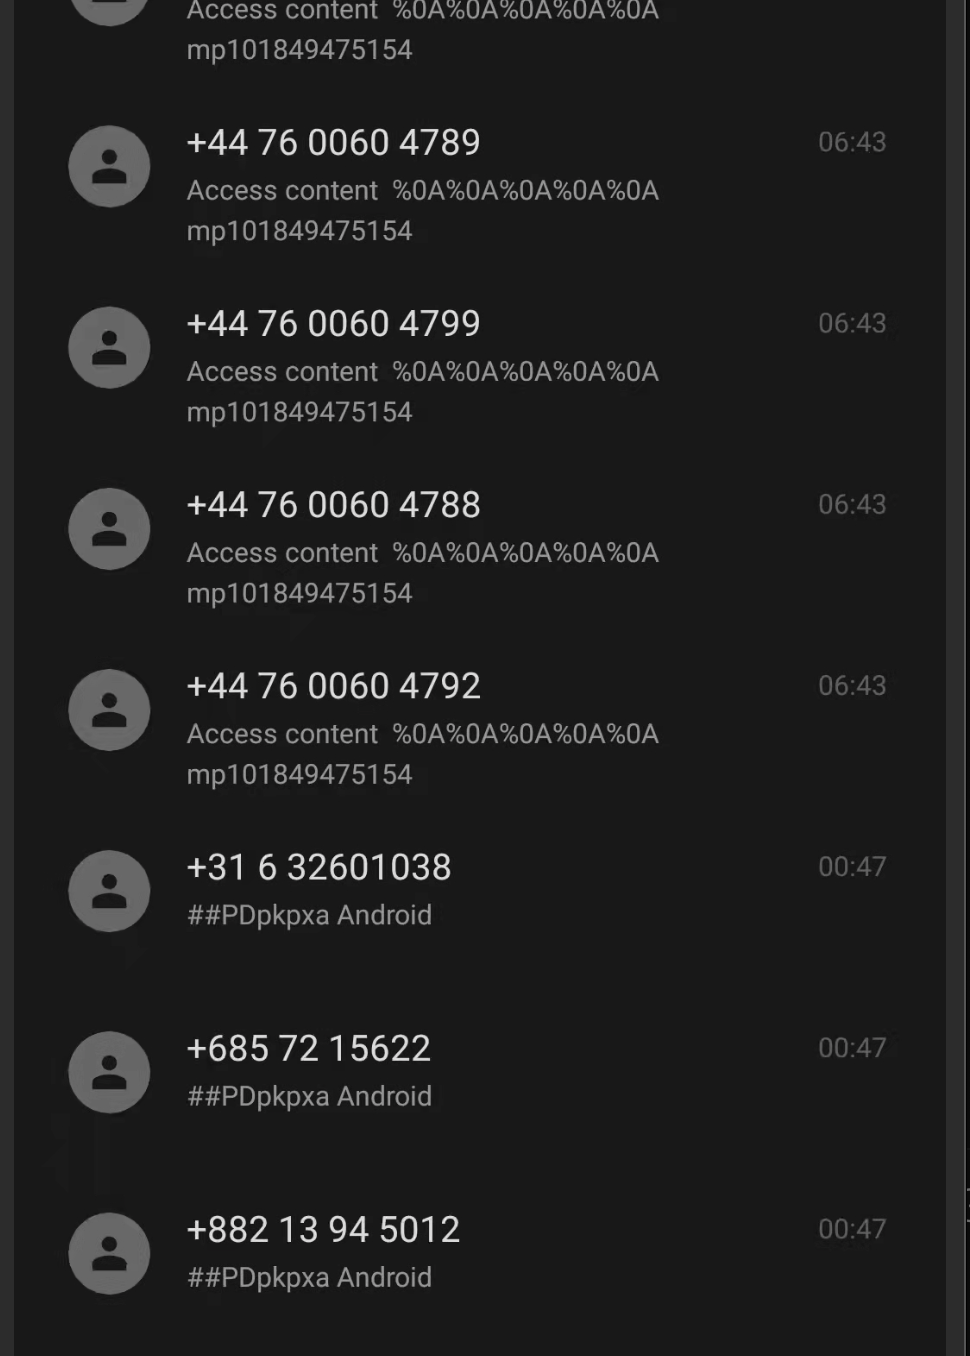 Access content %0A%0A%0A%0A%0A
mp101849475154
+44 76 0060 4789
06:43
Access content %0A%0A%0A%0A%0A
mp101849475154
+44 76 0060 4799
06:43
Access content %0A%0A%0A%0A%0A
mp101849475154
+44 76 0060 4788
06:43
Access content %0A%0A%0A%0A%0A
mp101849475154
+44 76 0060 4792
06:43
Access content %0A%0A%0A%0A%0A
mp101849475154
+31 6 32601038
00:47
##PDpkpxa Android
+685 72 15622
00:47
##PDpkpxa Android
+882 13 94 5012
00:47
##PDpkpxa Android